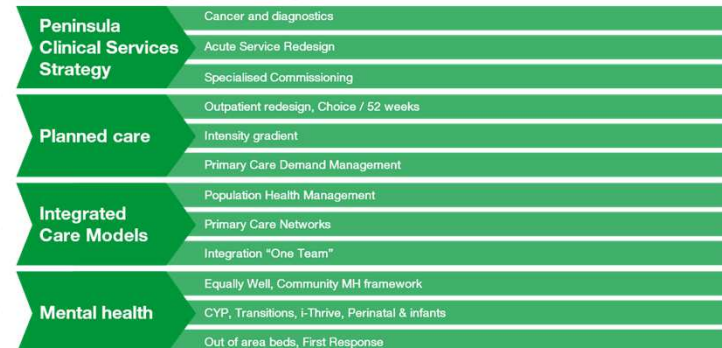 Peninsula
Clinical Services
Strategy
Cancer and diagnostics
Acute Service Redesign
Specialised Commissioning
Planned care
Outpatient redesign, Choice / 52 weeks
Intensity gradient
Primary Care Demand Management
Integrated
Care Models
Population Health Management
Primary Care Networks
Integration “One Team”
Mental health
Equally Well, Community MH framework
CYP, Transitions, i-Thrive, Perinatal & infants
Out of area beds, First Response